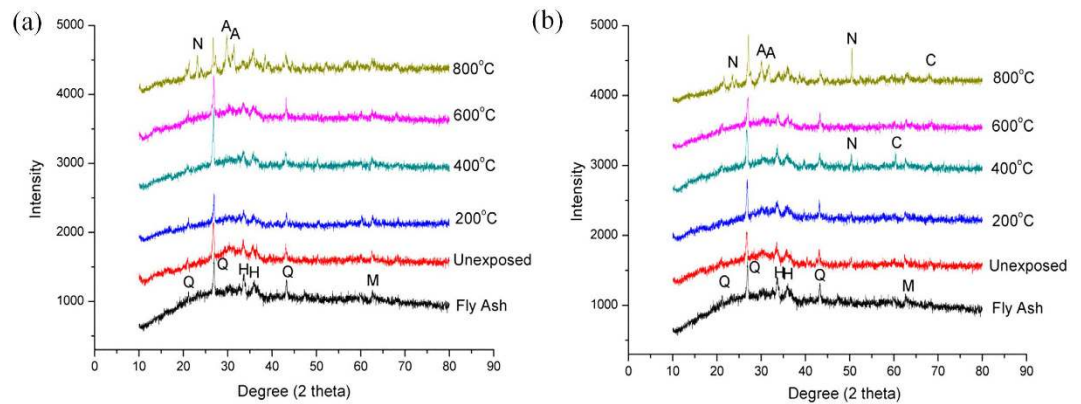 (a)
5000
4000
3000
2000
1000
Intensity
N
A
A
800°C
600°C
400°C
200°C
Unexposed
Q
Q
H
H
Q
M
Fly Ash
0
10
20
30
40
50
60
70
80
90
Degree (2 theta)
(b)
5000
4000
3000
2000
1000
Intensity
N
A
A
N
C
800°C
600°C
N
C
400°C
200°C
Unexposed
Q
Q
H
H
Q
M
Fly Ash
0
10
20
30
40
50
60
70
80
90
Degree (2 theta)